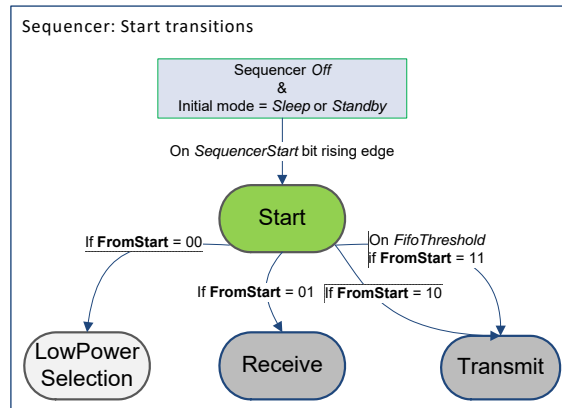 Sequencer: Start transitions
Sequencer Off
&
Initial mode = Sleep or Standby
On SequencerStart bit rising edge
Start
If FromStart = 00
On FifoThreshold
if FromStart = 11
If FromStart = 01
If FromStart = 10
LowPower
Selection
Receive
Transmit